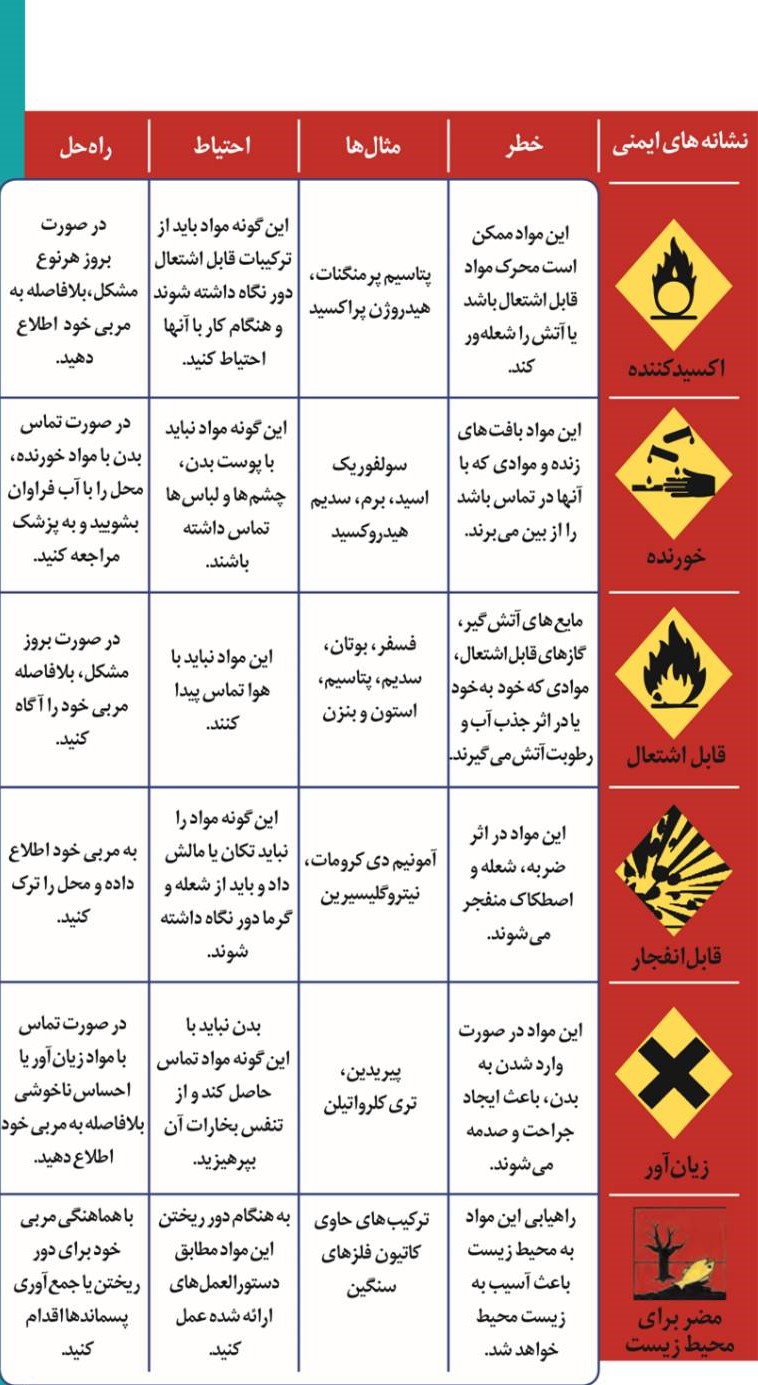 نشانه های ایمنی
خطر
مثال‌ها
احتیاط
راه‌حل
اکسیدکننده
این مواد ممکن
است محرک مواد
قابل اشتعال باشد
یا آتش را شعله‌ور
کند.
پتاسیم پرمنگنات،
هیدروژن پراکسید
این گونه مواد باید از
ترکیبات قابل اشتعال
دور نگاه داشته شوند
و هنگام کار با آنها
احتیاط کنید.
در صورت
بروز هرنوع
مشکل،بلافاصله به
مربی خود اطلاع
دهید.
خورنده
این مواد بافت‌های
زنده و موادی که با
آنها در تماس باشد
را از بین می‌برند.
سولفوریک
اسید، برم، سدیم
هیدروکسید
این گونه مواد نباید
با پوست بدن،
چشم‌ها و لباس‌ها
تماس داشته
باشند.
در صورت تماس
بدن با مواد خورنده،
محل را با آب فراوان
بشویید و به پزشک
مراجعه کنید.
قابل اشتعال
مایع های آتش گیر،
گازهای قابل اشتعال،
موادی که خود به خود
یا در اثر جذب آب و
رطوبت آتش می گیرند.
فسفر، بوتان،
سدیم، پتاسیم،
استون و بنزن
این مواد نباید با
هوا تماس پیدا
کنند.
در صورت بروز
مشکل، بلافاصله
مربی خود را آگاه
کنید.
قابل انفجار
این مواد در اثر
ضربه، شعله و
اصطکاک منفجر
می‌شوند.
آمونیم دی کرومات،
نیتروگلیسیرین
این گونه مواد را
نباید تکان یا مالش
داد و باید از شعله و
گرما دور نگاه داشته
شوند.
به مربی خود اطلاع
داده و محل را ترک
کنید.
زیان‌آور
این مواد در صورت
وارد شدن به
بدن، باعث ایجاد
جراحت و صدمه
می‌شوند.
پیریدین،
تری کلرواتیلن
بدن نباید با
این گونه مواد تماس
حاصل کند و از
تنفس بخارات آن
بپرهیزید.
در صورت تماس
با مواد زیان‌آور یا
احساس ناخوشی
بلافاصله به مربی خود
اطلاع دهید.
مضر برای
محیط زیست
راهیابی این مواد
به محیط زیست
باعث آسیب به
زیست محیط
خواهد شد.
ترکیب‌های حاوی
کاتیون فلزهای
سنگین
به هنگام دور ریختن
این مواد مطابق
دستورالعمل‌های
ارائه شده عمل
کنید.
با هماهنگی مربی
خود برای دور
ریختن یا جمع‌آوری
پسماندها اقدام
کنید.